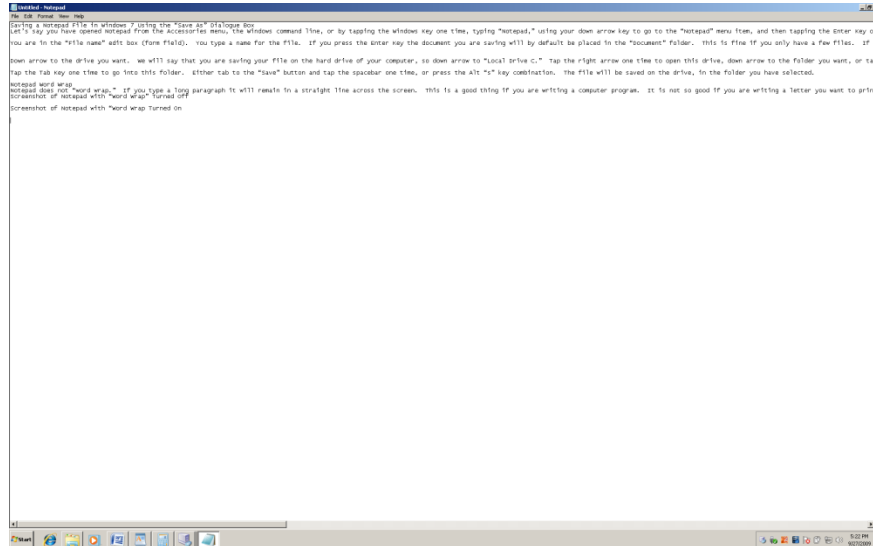 Untitled - Notepad
File Edit Format View Help
Saving a Notepad File in Windows 7 Using the "Save As" Dialogue Box
Let's say you have opened Notepad from the Accessories menu, the Windows command line, or by tapping the Windows Key one time, typing "Notepad," using your down arrow key to go to the "Notepad" menu item, and then tapping the Enter Key o
You are in the "File name" edit box (form field). You type a name for the file. If you press the Enter Key the document you are saving will by default be placed in the "Document" folder. This is fine if you only have a few files. If
Down arrow to the drive you want. We will say that you are saving your file on the hard drive of your computer, so down arrow to "Local Drive C." Tap the right arrow one time to open this drive, down arrow to the folder you want, or ta
Tap the Tab Key one time to go into this folder. Either tab to the "Save" button and tap the spacebar one time, or press the Alt "s" key combination. The file will be saved on the drive, in the folder you have selected.
Notepad Word Wrap
Notepad does not "word wrap." If you type a long paragraph it will remain in a straight line across the screen. This is a good thing if you are writing a computer program. It is not so good if you are writing a letter you want to prin
Screenshot of Notepad with "Word Wrap" Turned Off
Screenshot of Notepad with "Word Wrap Turned On
Start
5:22 PM
9/27/2009